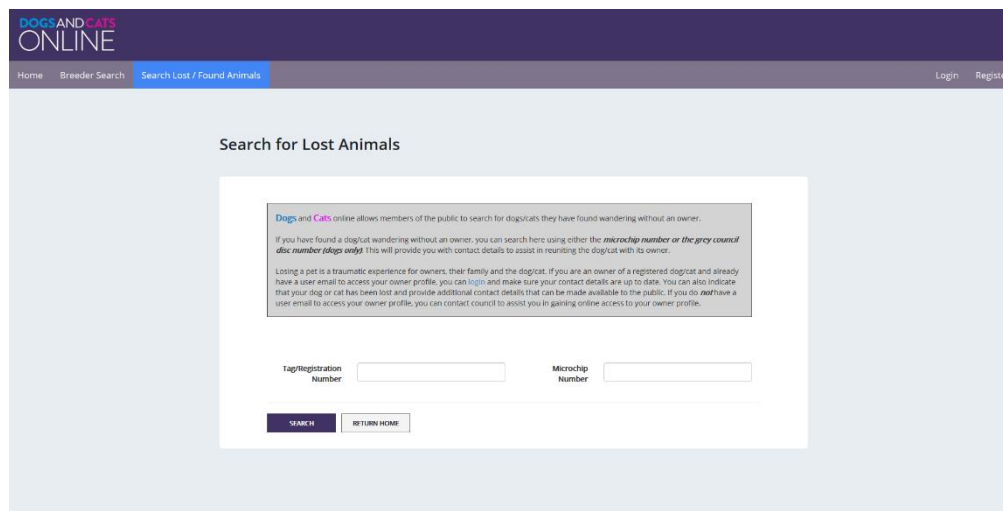 DOGSANDCATS
ONLINE
Home Breeder Search Search Lost / Found Animals Login Registe
Search for Lost Animals
Dogs and Cats online allows members of the public to search for dogs/cats they have found wandering without an owner.
If you have found a dog/cat wandering without an owner, you can search here using either the microchip number or the grey council
disc number (dogs only). This will provide you with contact details to assist in reuniting the dog/cat with its owner.
Losing a pet is a traumatic experience for owners, their family and the dog/cat. If you are an owner of a registered dog/cat and already
have a user email to access your owner profile, you can login and make sure your contact details are up to date. You can also indicate
that your dog or cat has been lost and provide additional contact details that can be made available to the public. If you do not have a
user email to access your owner profile, you can contact council to assist you in gaining online access to your owner profile.
Tag/Registration
Number
Microchip
Number
SEARCH RETURN HOME